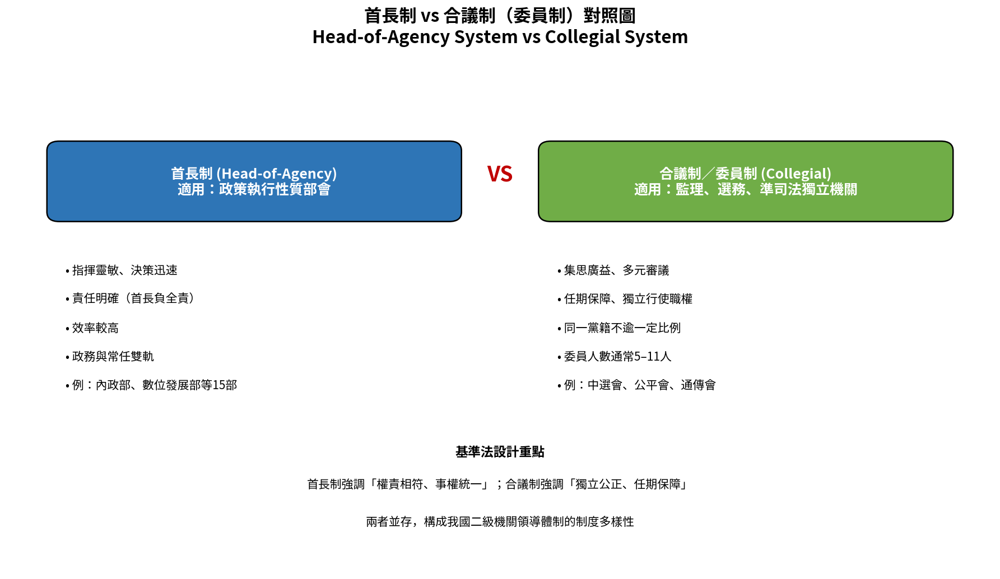 首長制 vs 合議制（委員制）對照圖
Head-of-Agency System vs Collegial System
首長制 (Head-of-Agency)
適用：政策執行性質部會
VS
合議制／委員制 (Collegial)
適用：監理、選務、準司法獨立機關
• 指揮靈敏、決策迅速
• 責任明確（首長負全責）
• 效率較高
• 政務與常任雙軌
• 例：內政部、數位發展部等15部
• 集思廣益、多元審議
• 任期保障、獨立行使職權
• 同一黨籍不逾一定比例
• 委員人數通常5–11人
• 例：中選會、公平會、通傳會
基準法設計重點
首長制強調「權責相符、事權統一」；合議制強調「獨立公正、任期保障」
兩者並存，構成我國二級機關領導體制的制度多樣性